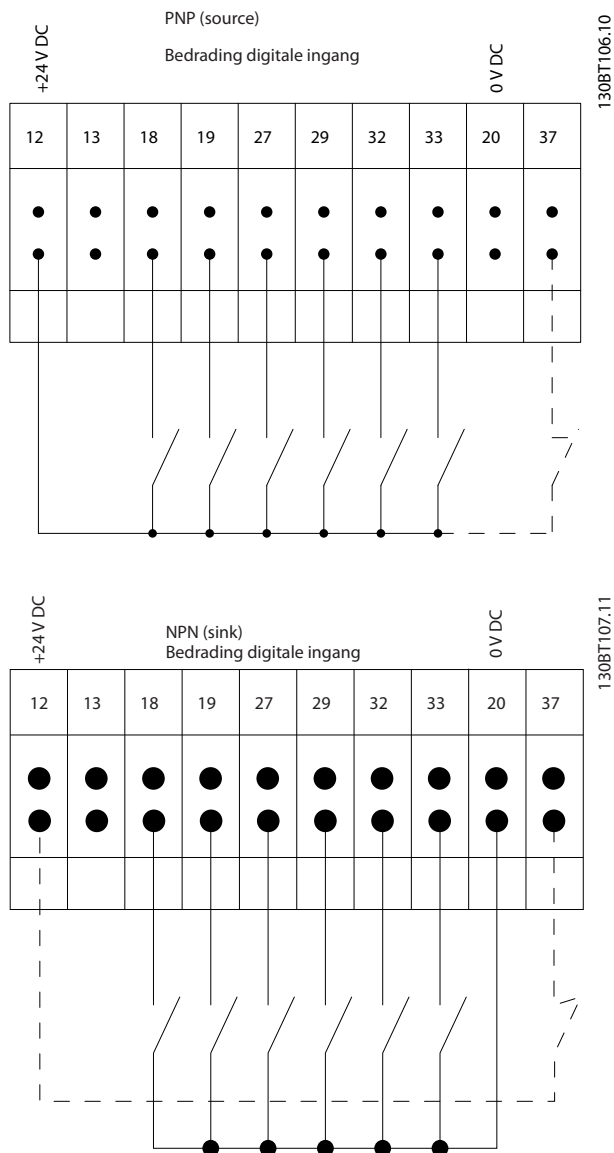 PNP (source)
Bedrading digitale ingang
+24 V DC
0 V DC
130BT106.10
12 13 18 19 27 29 32 33 20 37
+24 V DC
NPN (sink)
Bedrading digitale ingang
0 V DC
130BT107.11
12 13 18 19 27 29 32 33 20 37